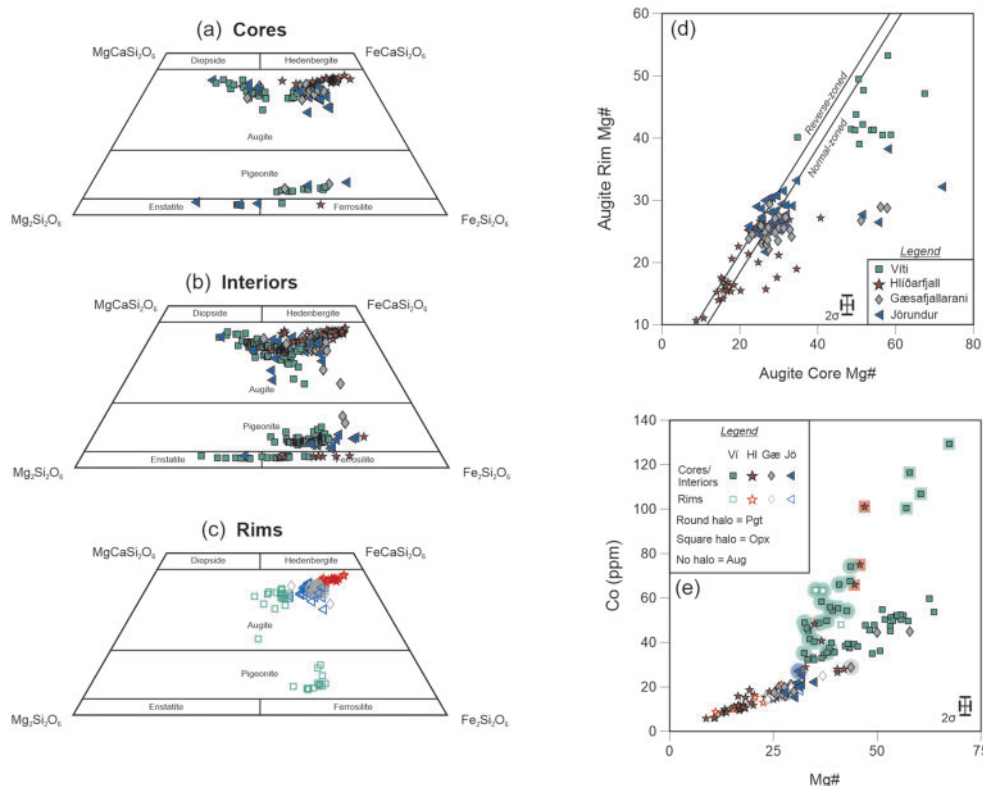 (a) Cores
MgCaSi₂O₆ FeCaSi₂O₆
Diopside Hedenbergite
Augite
Pigeonite
Enstatite Ferrosilite
Mg₂Si₂O₆ Fe₂Si₂O₆
(b) Interiors
MgCaSi₂O₆ FeCaSi₂O₆
Diopside Hedenbergite
Augite
Pigeonite
Enstatite Ferrosilite
Mg₂Si₂O₆ Fe₂Si₂O₆
(c) Rims
MgCaSi₂O₆ FeCaSi₂O₆
Diopside Hedenbergite
Augite
Pigeonite
Enstatite Ferrosilite
Mg₂Si₂O₆ Fe₂Si₂O₆
(d)
60
50
40
30
20
10
Augite Rim Mg#
Reverse-zoned
Normal-zoned
Legend
Víti
Hlíðarfjall
Gæsafjallarani
Jörundur
2σ
0 20 40 60 80
Augite Core Mg#
140
120
100
80
60
40
20
0
Co (ppm)
Legend
Ví Hl Gæ Jö
Cores/
Interiors
Rims
Round halo = Pgt
Square halo = Opx
No halo = Aug
(e)
2σ
0 25 50 75
Mg#